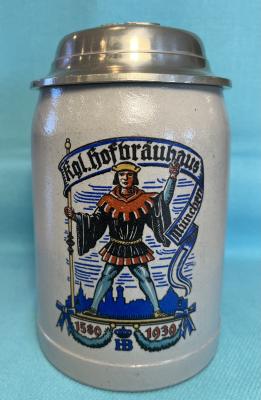 Kgl. Hofbräuhaus
München
1589 1939
HB